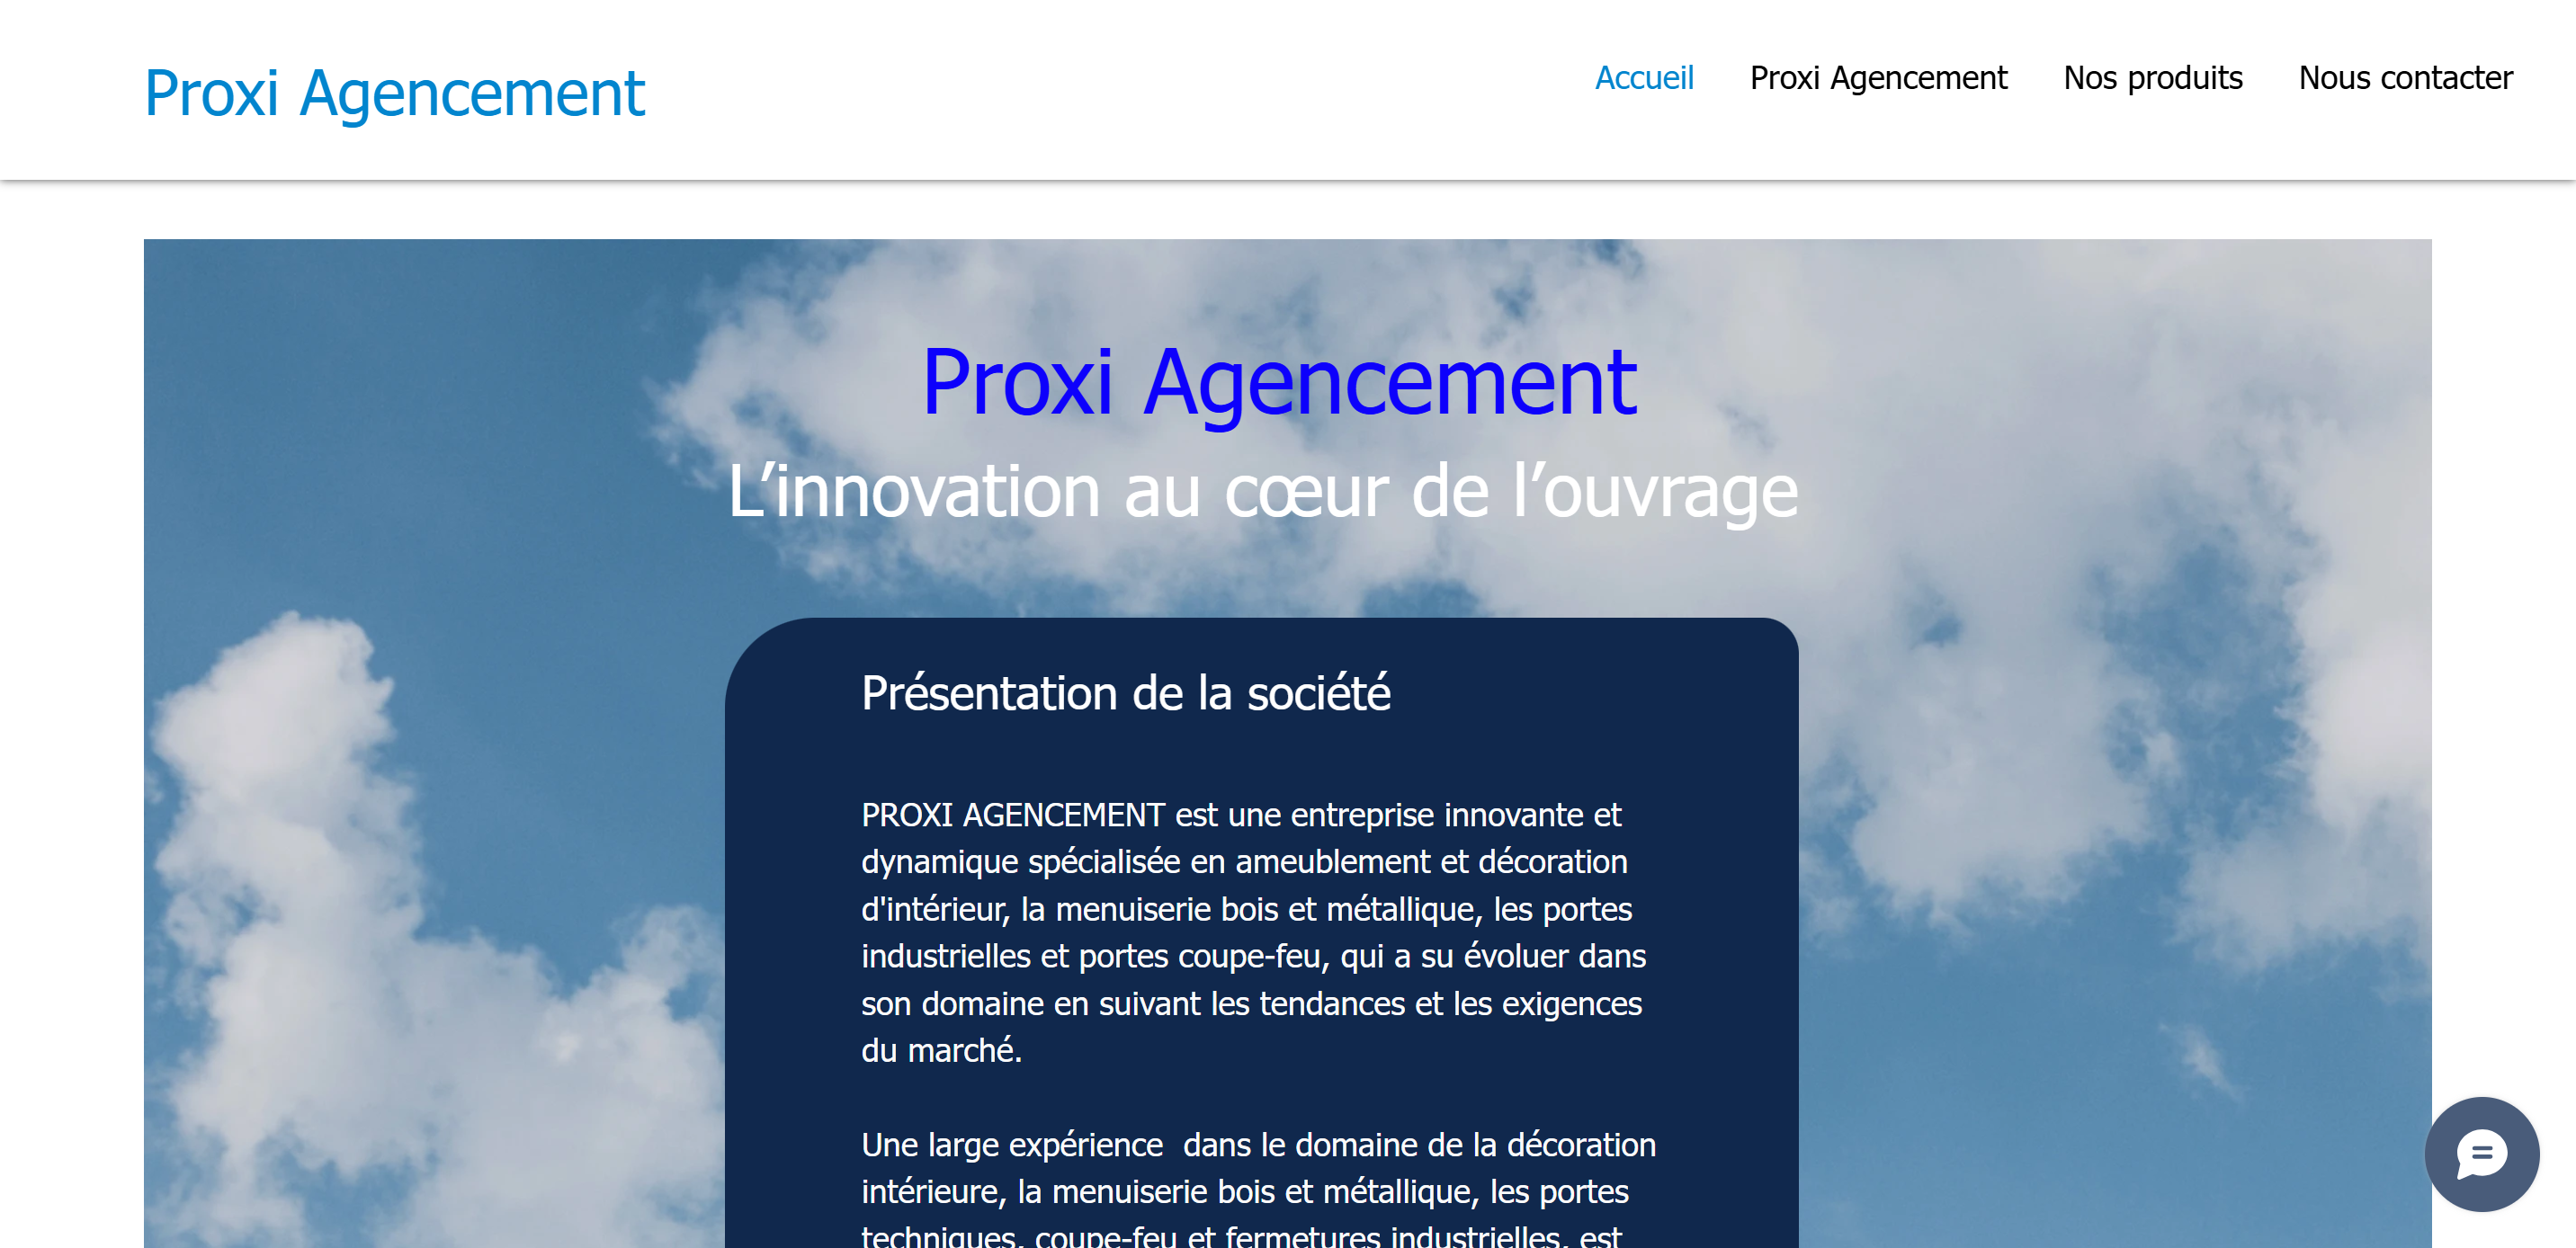 Proxi Agencement
Accueil Proxi Agencement Nos produits Nous contacter
Proxi Agencement
L’innovation au cœur de l’ouvrage
Présentation de la société
PROXI AGENCEMENT est une entreprise innovante et
dynamique spécialisée en ameublement et décoration
d'intérieur, la menuiserie bois et métallique, les portes
industrielles et portes coupe-feu, qui a su évoluer dans
son domaine en suivant les tendances et les exigences
du marché.
Une large expérience  dans le domaine de la décoration
intérieure, la menuiserie bois et métallique, les portes
techniques, coupe-feu et fermetures industrielles, est